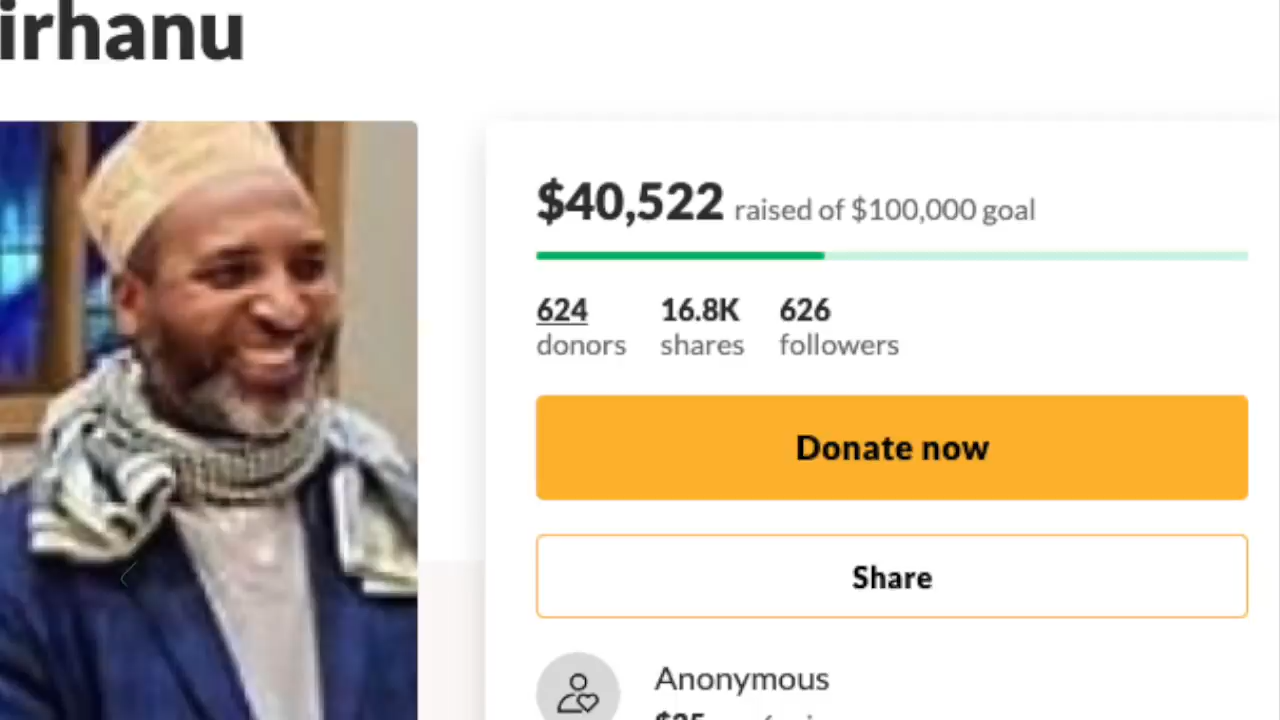 irhanu
$40,522 raised of $100,000 goal
624 16.8K 626
donors shares followers
Donate now
Share
Anonymous